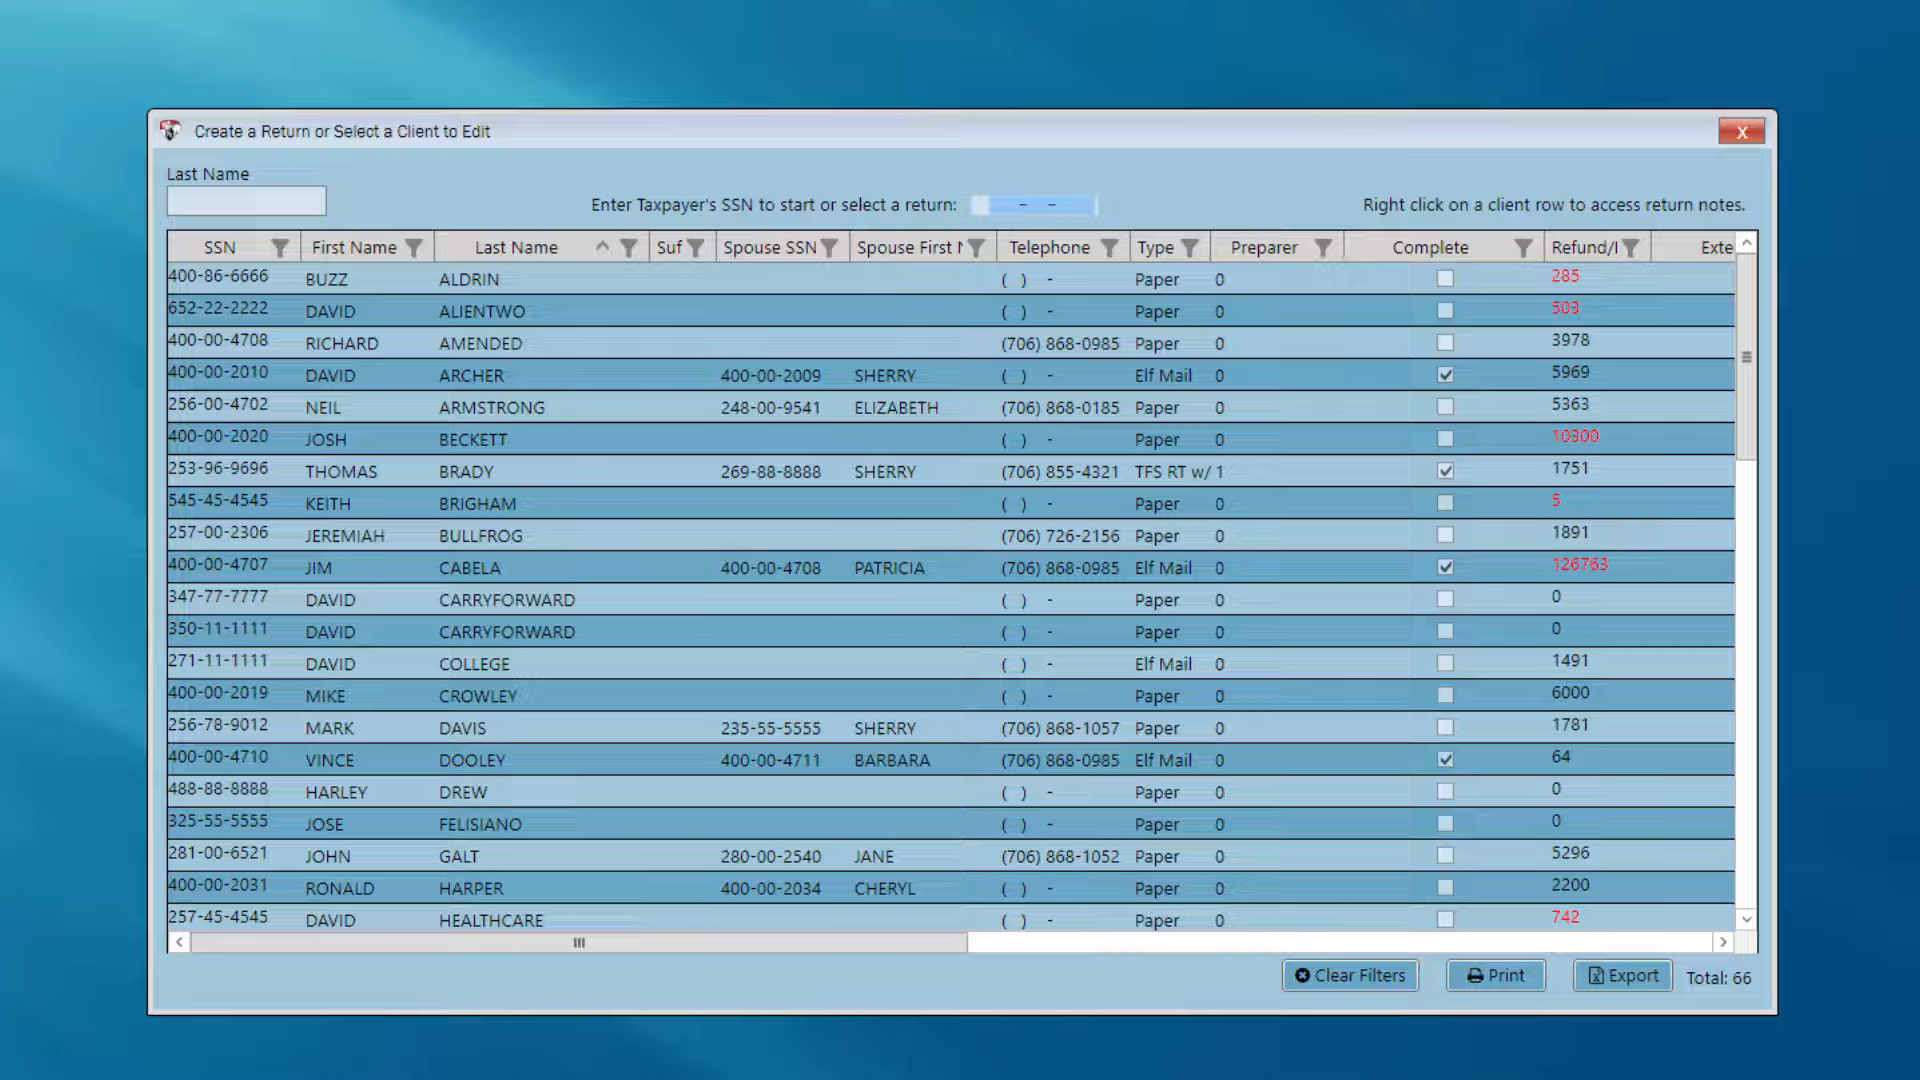 Create a Return or Select a Client to Edit
X
Last Name
Enter Taxpayer's SSN to start or select a return: - -
Right click on a client row to access return notes.
SSN First Name Last Name Suf Spouse SSN Spouse First N Telephone Type Preparer Complete Refund/I Exte
400-86-6666 BUZZ ALDRIN ( ) - Paper 0 285
652-22-2222 DAVID ALIENTWO ( ) - Paper 0 503
400-00-4708 RICHARD AMENDED (706) 868-0985 Paper 0 3978
400-00-2010 DAVID ARCHER 400-00-2009 SHERRY ( ) - Elf Mail 0 5969
256-00-4702 NEIL ARMSTRONG 248-00-9541 ELIZABETH (706) 868-0185 Paper 0 5363
400-00-2020 JOSH BECKETT ( ) - Paper 0 10300
253-96-9696 THOMAS BRADY 269-88-8888 SHERRY (706) 855-4321 TFS RT w/ 1 1751
545-45-4545 KEITH BRIGHAM ( ) - Paper 0 5
257-00-2306 JEREMIAH BULLFROG (706) 726-2156 Paper 0 1891
400-00-4707 JIM CABELA 400-00-4708 PATRICIA (706) 868-0985 Elf Mail 0 126763
347-77-7777 DAVID CARRYFORWARD ( ) - Paper 0 0
350-11-1111 DAVID CARRYFORWARD ( ) - Paper 0 0
271-11-1111 DAVID COLLEGE ( ) - Elf Mail 0 1491
400-00-2019 MIKE CROWLEY ( ) - Paper 0 6000
256-78-9012 MARK DAVIS 235-55-5555 SHERRY (706) 868-1057 Paper 0 1781
400-00-4710 VINCE DOOLEY 400-00-4711 BARBARA (706) 868-0985 Elf Mail 0 64
488-88-8888 HARLEY DREW ( ) - Paper 0 0
325-55-5555 JOSE FELISIANO ( ) - Paper 0 0
281-00-6521 JOHN GALT 280-00-2540 JANE (706) 868-1052 Paper 0 5296
400-00-2031 RONALD HARPER 400-00-2034 CHERYL ( ) - Paper 0 2200
257-45-4545 DAVID HEALTHCARE ( ) - Paper 0 742
Clear Filters Print Export Total: 66